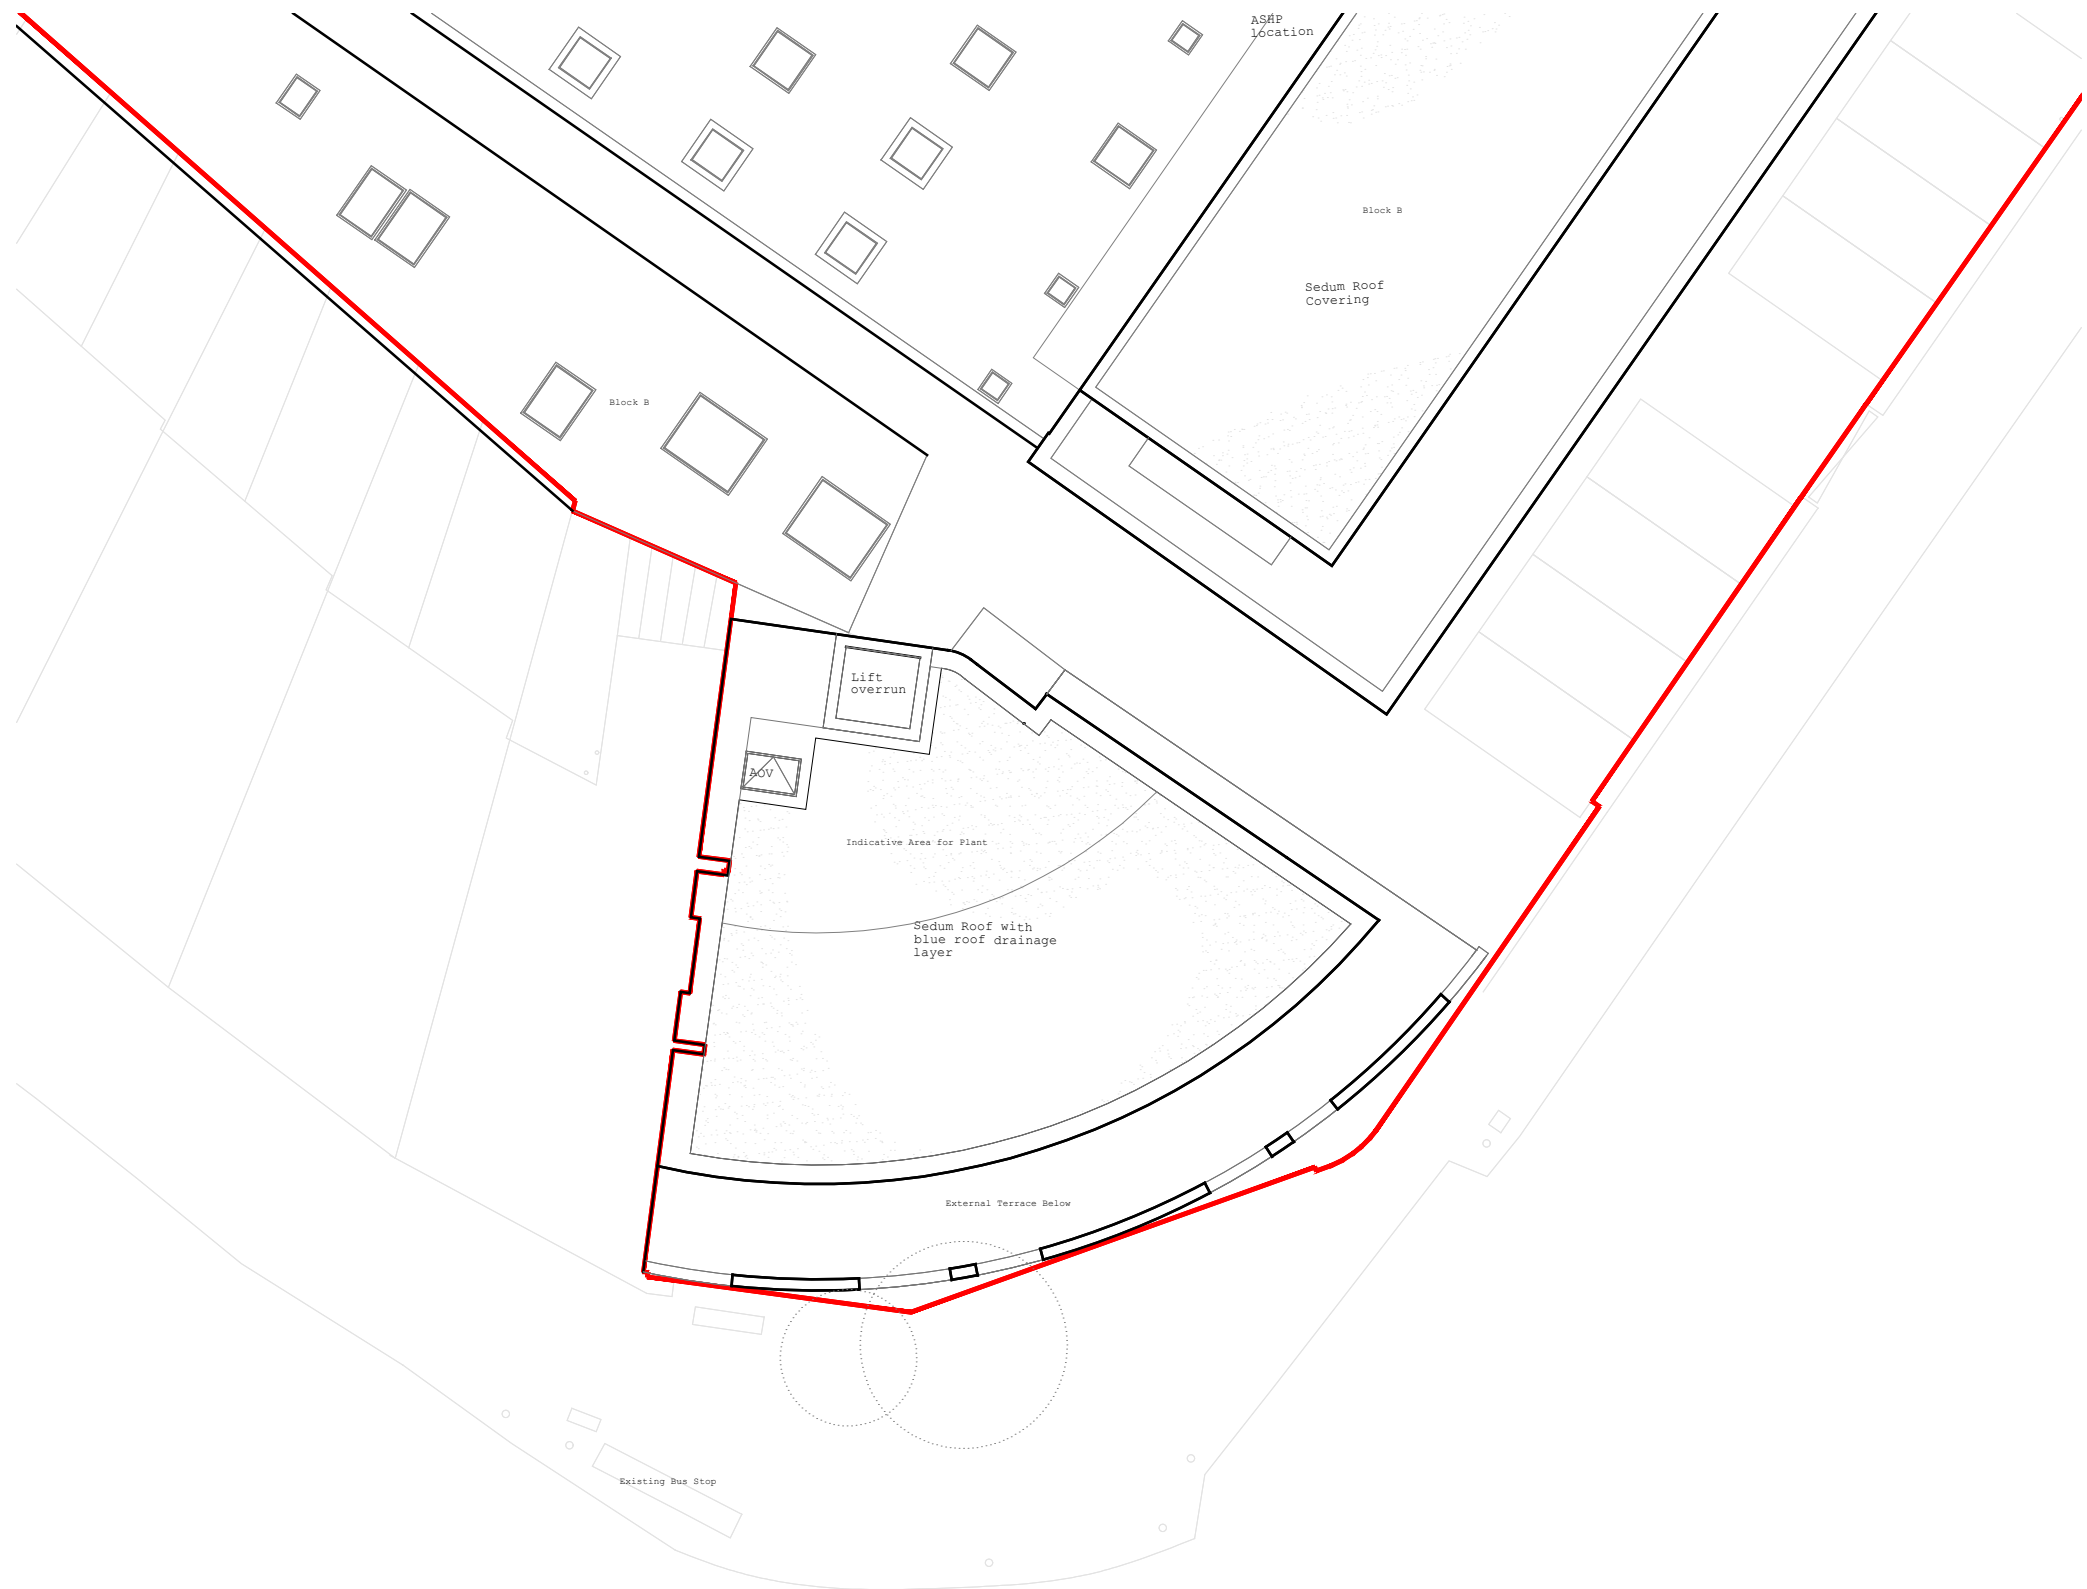 ASHP
location
Block B
Sedum Roof
Covering
Block B
Lift
overrun
AOV
Indicative Area for Plant
Sedum Roof with
blue roof drainage
layer
External Terrace Below
Existing Bus Stop